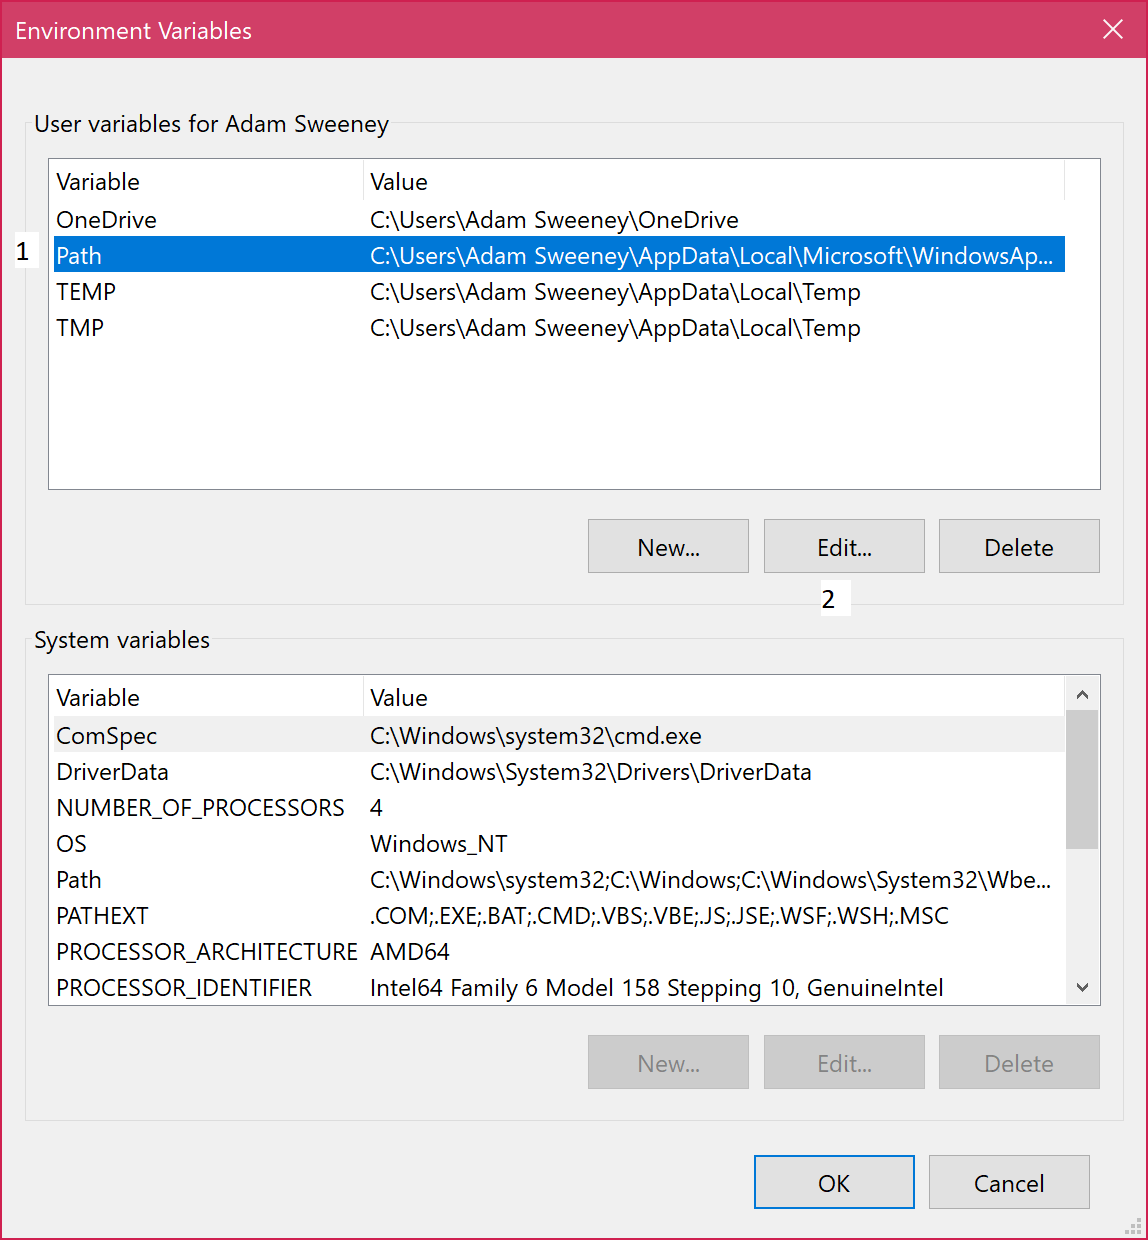 Environment Variables
User variables for Adam Sweeney
Variable Value
OneDrive C:\Users\Adam Sweeney\OneDrive
1 Path C:\Users\Adam Sweeney\AppData\Local\Microsoft\WindowsAp...
TEMP C:\Users\Adam Sweeney\AppData\Local\Temp
TMP C:\Users\Adam Sweeney\AppData\Local\Temp
New... Edit... Delete
2
System variables
Variable Value
ComSpec C:\Windows\system32\cmd.exe
DriverData C:\Windows\System32\Drivers\DriverData
NUMBER_OF_PROCESSORS 4
OS Windows_NT
Path C:\Windows\system32;C:\Windows;C:\Windows\System32\Wbe...
PATHEXT .COM;.EXE;.BAT;.CMD;.VBS;.VBE;.JS;.JSE;.WSF;.WSH;.MSC
PROCESSOR_ARCHITECTURE AMD64
PROCESSOR_IDENTIFIER Intel64 Family 6 Model 158 Stepping 10, GenuineIntel
New... Edit... Delete
OK Cancel